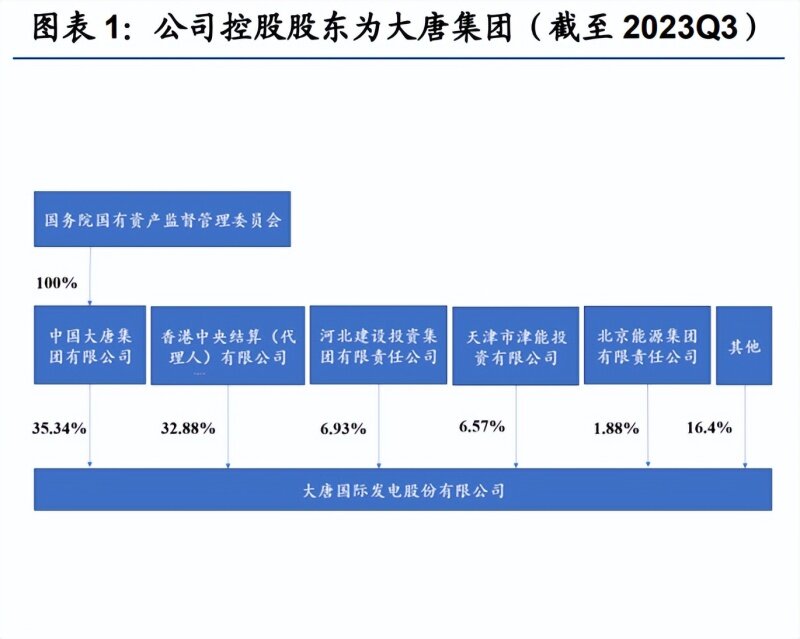 图表 1：公司控股股东为大唐集团（截至 2023Q3）
国务院国有资产监督管理委员会
100%
中国大唐集
团有限公司
香港中央结算（代
理人）有限公司
河北建设投资集
团有限责任公司
天津市津能投
资有限公司
北京能源集团
有限责任公司
其他
35.34%
32.88%
6.93%
6.57%
1.88%
16.4%
大唐国际发电股份有限公司